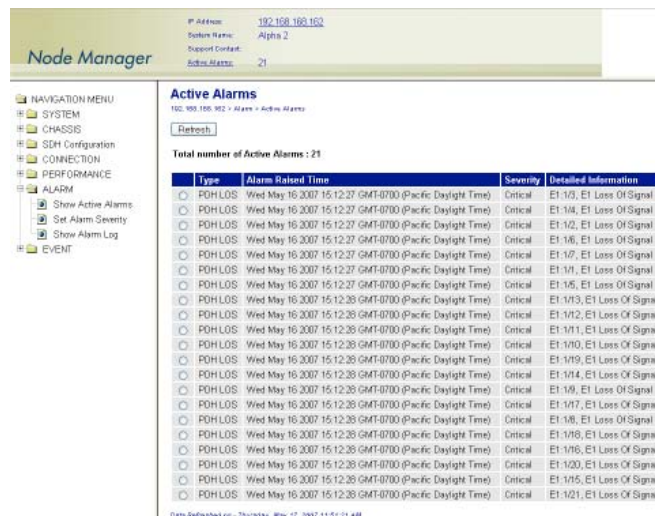 IP Address: 192.168.168.162
System Name: Alpha 2
Support Contact:
Active Alarms: 21
Node Manager
NAVIGATION MENU
SYSTEM
CHASSIS
SDH Configuration
CONNECTION
PERFORMANCE
ALARM
Show Active Alarms
Set Alarm Severity
Show Alarm Log
EVENT
Active Alarms
192.168.168.162 > Alarm > Active Alarms
Refresh
Total number of Active Alarms : 21
Type Alarm Raised Time Severity Detailed Information
PDH LOS Wed May 16 2007 15:12:27 GMT-0700 (Pacific Daylight Time) Critical E1:1/3, E1 Loss Of Signal
PDH LOS Wed May 16 2007 15:12:27 GMT-0700 (Pacific Daylight Time) Critical E1:1/4, E1 Loss Of Signal
PDH LOS Wed May 16 2007 15:12:27 GMT-0700 (Pacific Daylight Time) Critical E1:1/2, E1 Loss Of Signal
PDH LOS Wed May 16 2007 15:12:27 GMT-0700 (Pacific Daylight Time) Critical E1:1/6, E1 Loss Of Signal
PDH LOS Wed May 16 2007 15:12:27 GMT-0700 (Pacific Daylight Time) Critical E1:1/7, E1 Loss Of Signal
PDH LOS Wed May 16 2007 15:12:27 GMT-0700 (Pacific Daylight Time) Critical E1:1/1, E1 Loss Of Signal
PDH LOS Wed May 16 2007 15:12:27 GMT-0700 (Pacific Daylight Time) Critical E1:1/5, E1 Loss Of Signal
PDH LOS Wed May 16 2007 15:12:28 GMT-0700 (Pacific Daylight Time) Critical E1:1/13, E1 Loss Of Signa
PDH LOS Wed May 16 2007 15:12:28 GMT-0700 (Pacific Daylight Time) Critical E1:1/12, E1 Loss Of Signa
PDH LOS Wed May 16 2007 15:12:28 GMT-0700 (Pacific Daylight Time) Critical E1:1/11, E1 Loss Of Signa
PDH LOS Wed May 16 2007 15:12:28 GMT-0700 (Pacific Daylight Time) Critical E1:1/10, E1 Loss Of Signa
PDH LOS Wed May 16 2007 15:12:28 GMT-0700 (Pacific Daylight Time) Critical E1:1/19, E1 Loss Of Signa
PDH LOS Wed May 16 2007 15:12:28 GMT-0700 (Pacific Daylight Time) Critical E1:1/14, E1 Loss Of Signa
PDH LOS Wed May 16 2007 15:12:28 GMT-0700 (Pacific Daylight Time) Critical E1:1/9, E1 Loss Of Signal
PDH LOS Wed May 16 2007 15:12:28 GMT-0700 (Pacific Daylight Time) Critical E1:1/17, E1 Loss Of Signa
PDH LOS Wed May 16 2007 15:12:28 GMT-0700 (Pacific Daylight Time) Critical E1:1/8, E1 Loss Of Signal
PDH LOS Wed May 16 2007 15:12:28 GMT-0700 (Pacific Daylight Time) Critical E1:1/18, E1 Loss Of Signa
PDH LOS Wed May 16 2007 15:12:28 GMT-0700 (Pacific Daylight Time) Critical E1:1/16, E1 Loss Of Signa
PDH LOS Wed May 16 2007 15:12:28 GMT-0700 (Pacific Daylight Time) Critical E1:1/20, E1 Loss Of Signa
PDH LOS Wed May 16 2007 15:12:28 GMT-0700 (Pacific Daylight Time) Critical E1:1/15, E1 Loss Of Signa
PDH LOS Wed May 16 2007 15:12:28 GMT-0700 (Pacific Daylight Time) Critical E1:1/21, E1 Loss Of Signa
Data Refreshed on - Thursday, May 17, 2007 11:51:21 AM